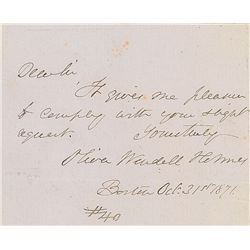 Dear Sir
It gives me pleasure
to comply with your slight
request. Yours truly
Oliver Wendell Holmes
Boston Oct. 31st 1871.
#40